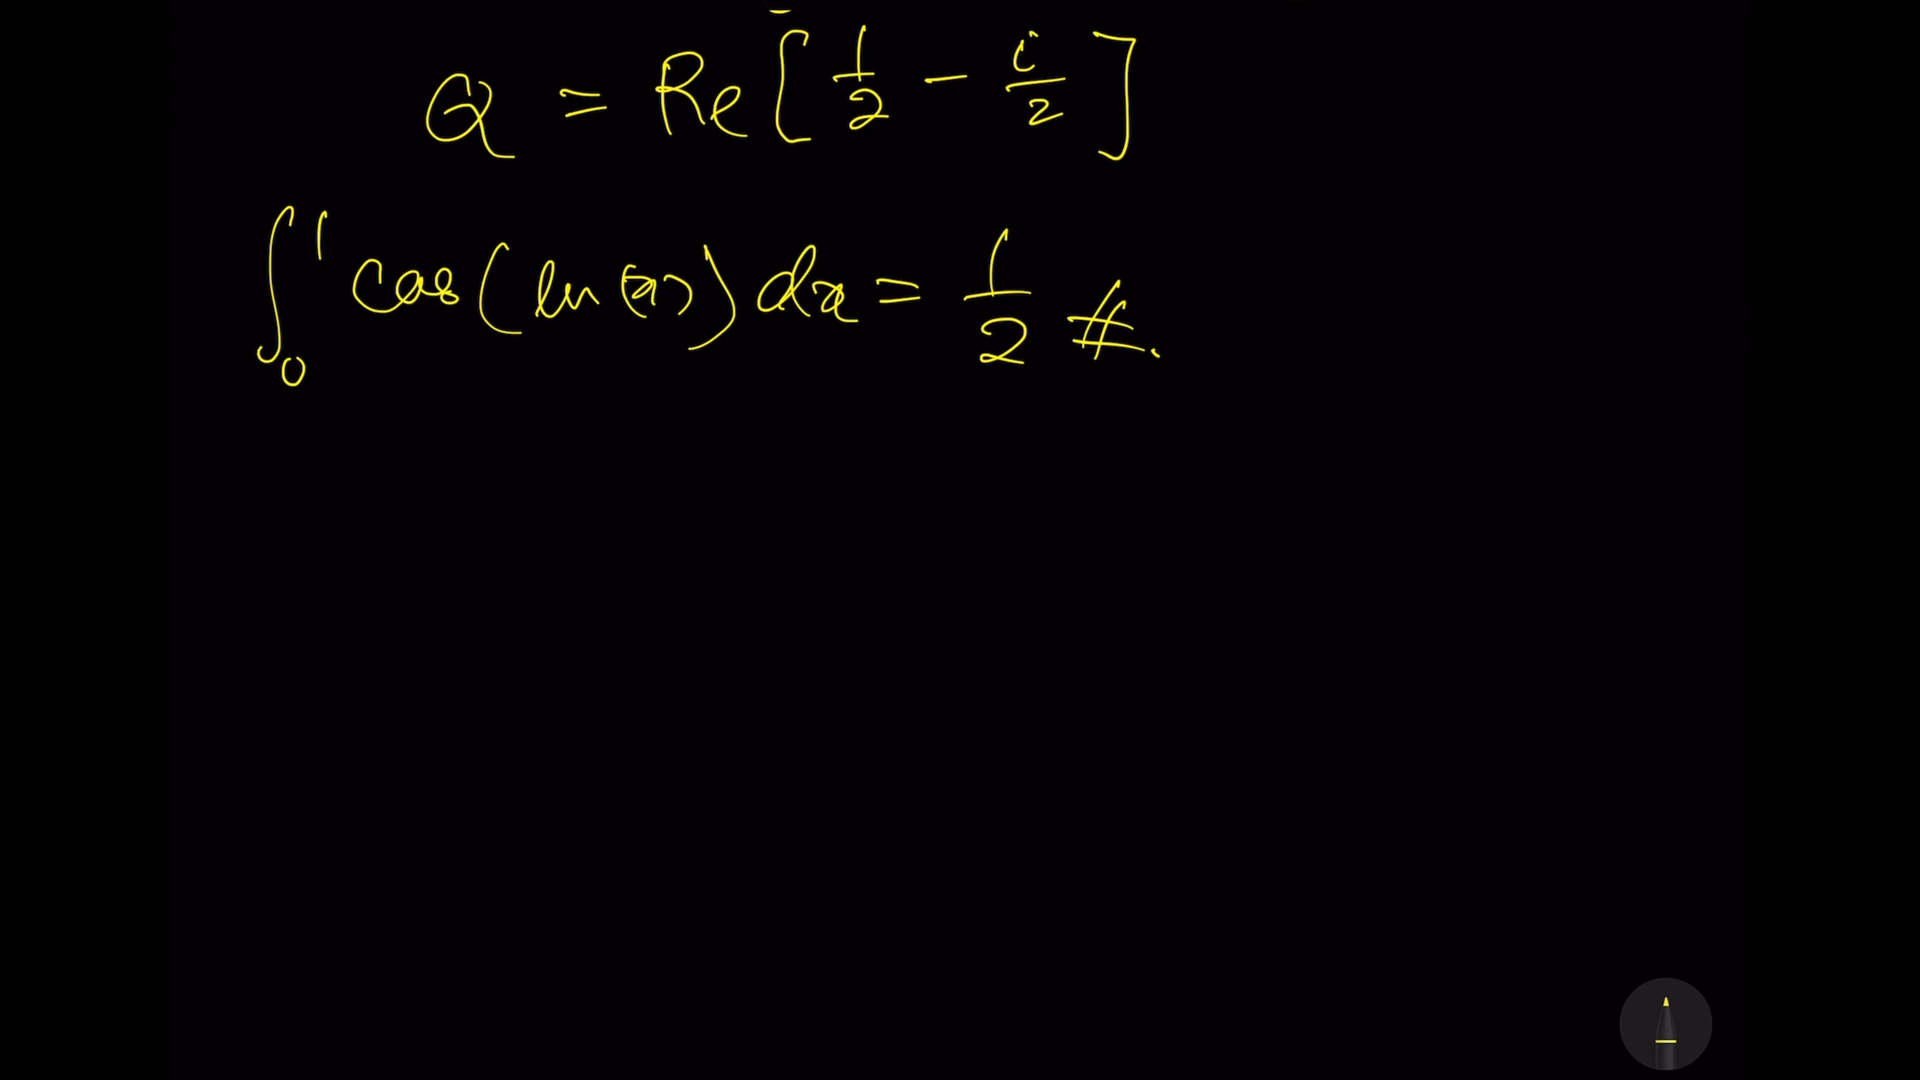 Q = Re[1/2 - i/2]
∫₀¹ cos(ln(x)) dx = 1/2 #.